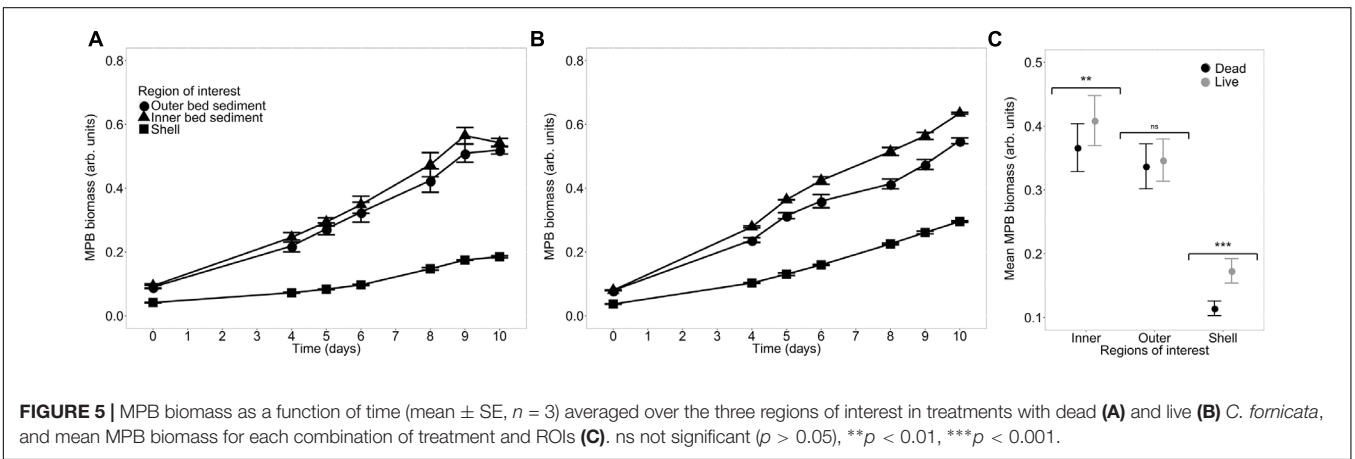 A
0.8
0.6
0.4
0.2
0.0
MPB biomass (arb. units)
Region of interest
Outer bed sediment
Inner bed sediment
Shell
0 1 2 3 4 5 6 7 8 9 10
Time (days)
B
0.8
0.6
0.4
0.2
0.0
MPB biomass (arb. units)
0 1 2 3 4 5 6 7 8 9 10
Time (days)
C
0.5
0.4
0.3
0.2
0.1
Mean MPB biomass (arb. units)
Dead
Live
**
ns
***
Inner Outer Shell
Regions of interest
FIGURE 5 | MPB biomass as a function of time (mean ± SE, n = 3) averaged over the three regions of interest in treatments with dead (A) and live (B) C. fornicata,
and mean MPB biomass for each combination of treatment and ROIs (C). ns not significant (p > 0.05), **p < 0.01, ***p < 0.001.